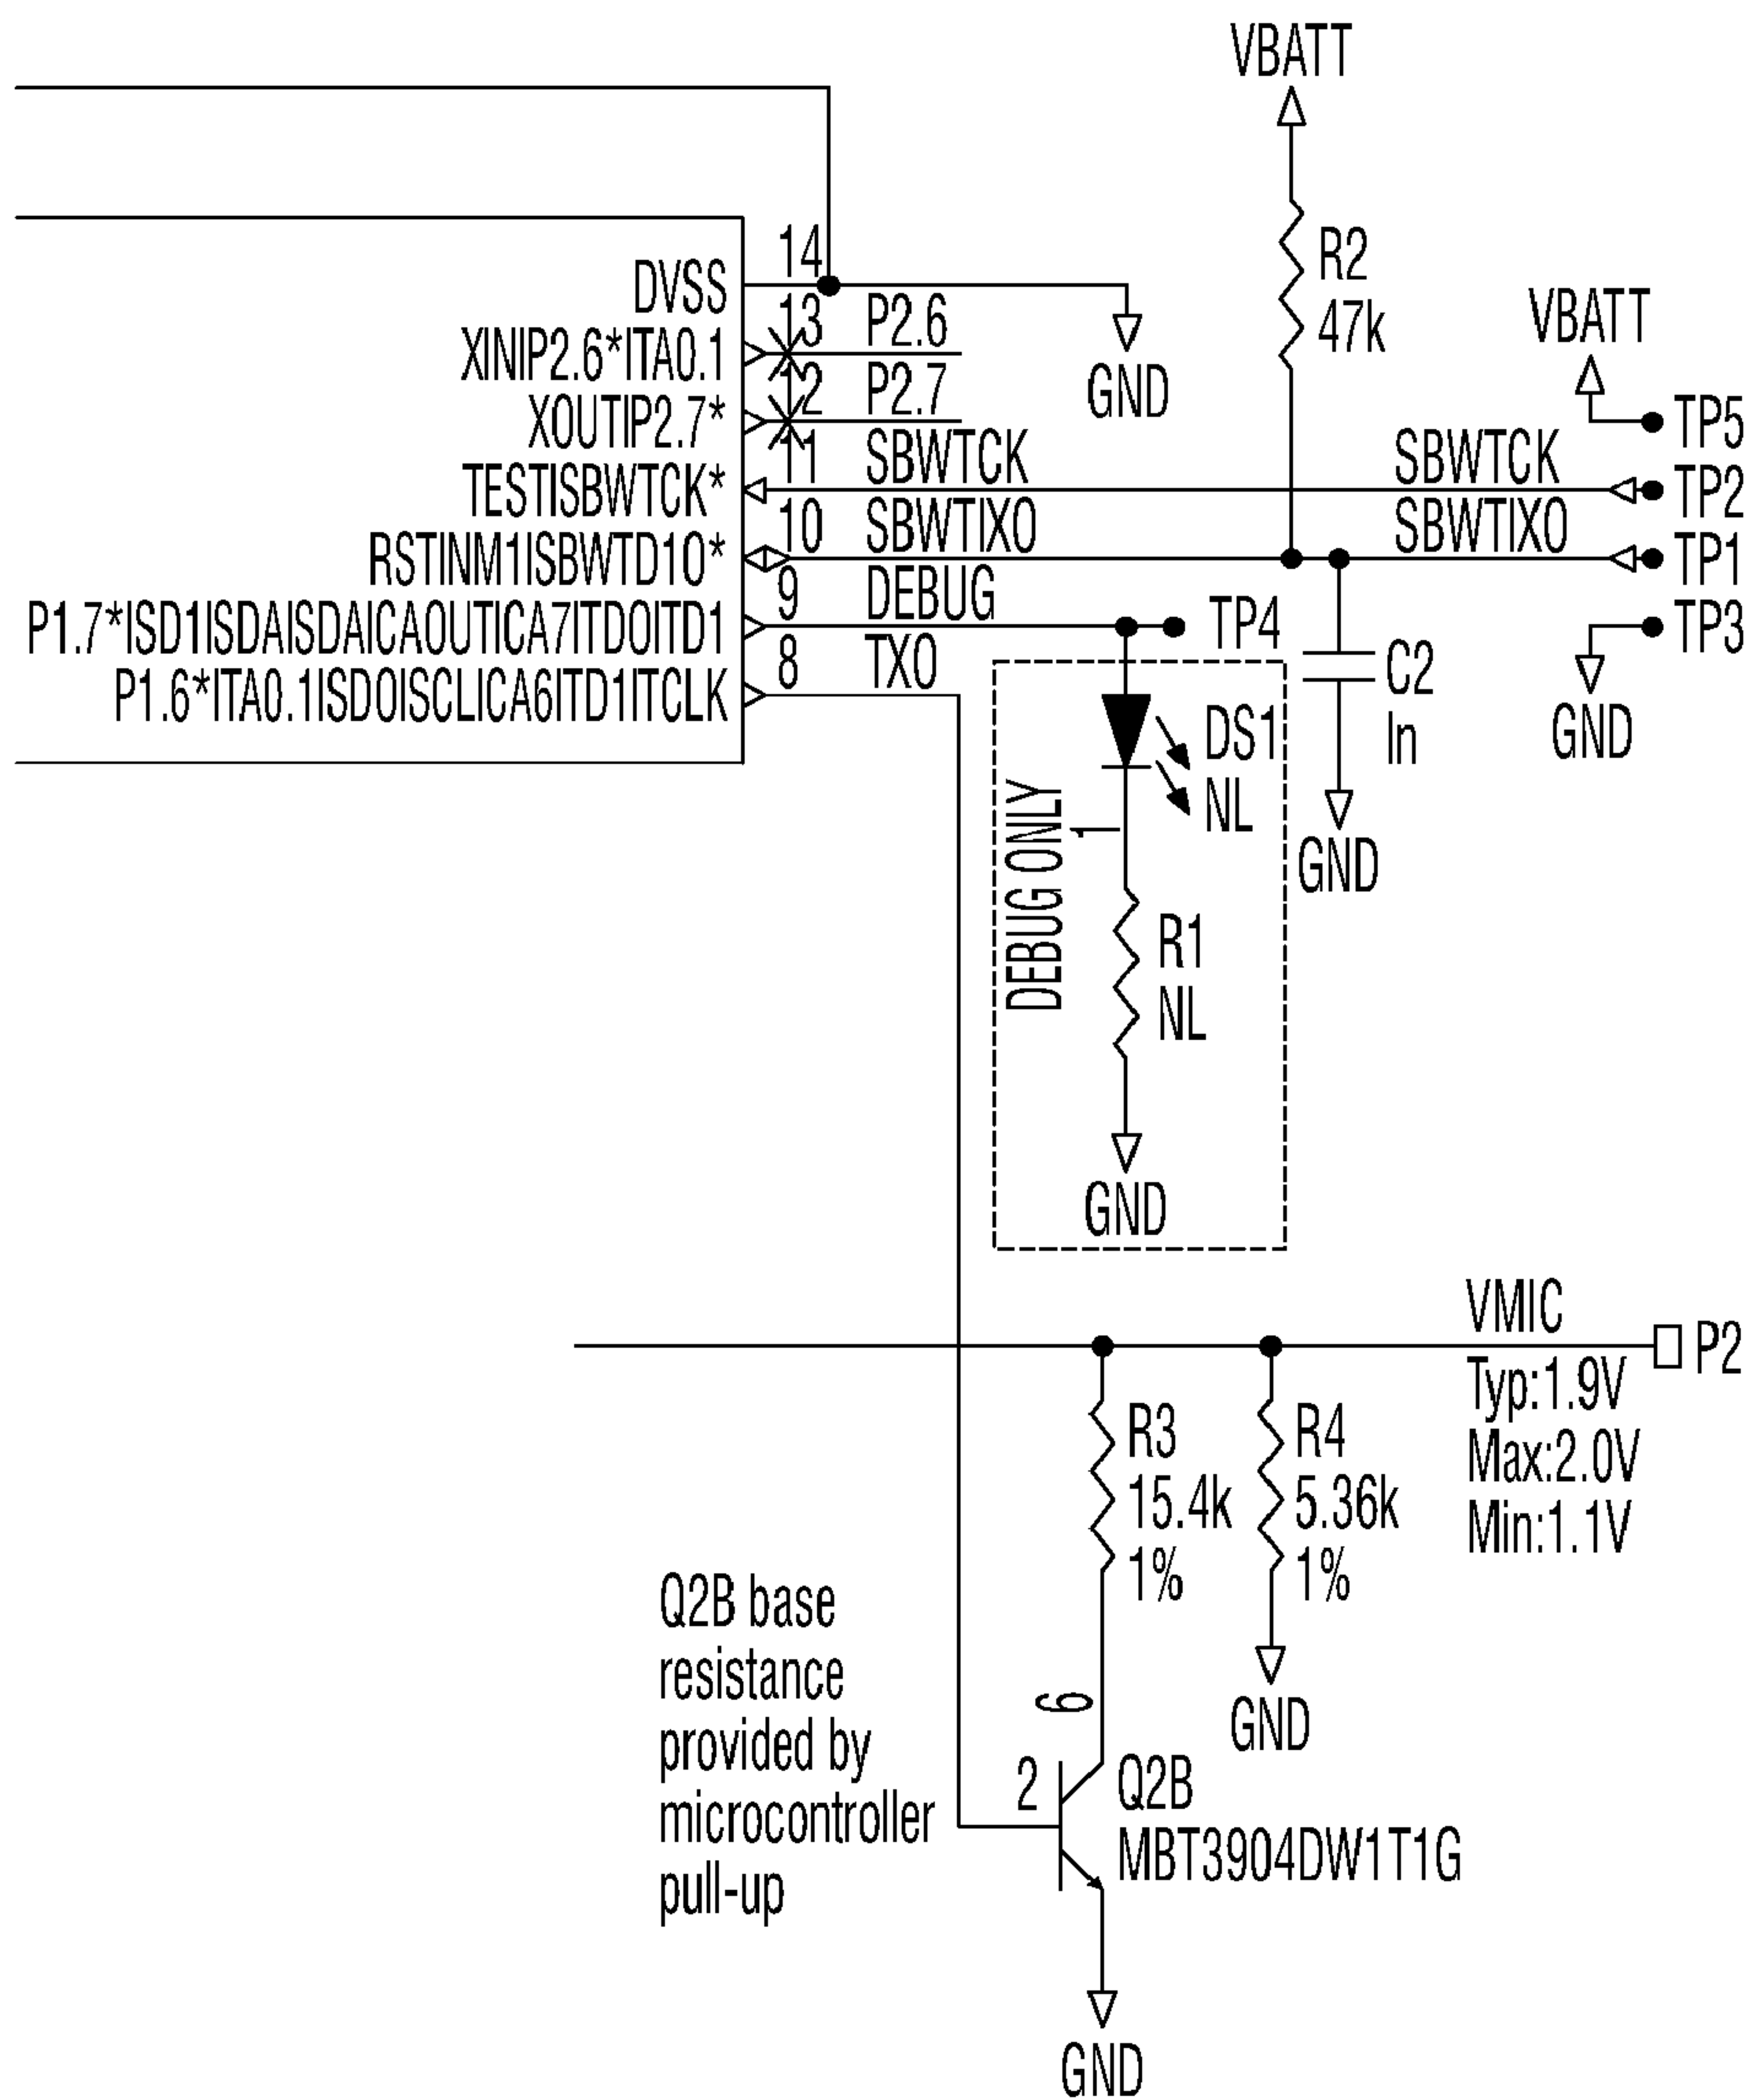 VBATT
R2
47k
DVSS
14
GND
XINIP2.6*ITA0.1
13
P2.6
XOUTIP2.7*
12
P2.7
VBATT
TP5
TESTISBWTCK*
11
SBWTCK
SBWTCK
TP2
RSTINM1ISBWTD10*
10
SBWTIXO
SBWTIXO
TP1
P1.7*ISD1ISDAISDAICAOUTICA7ITDOITD1
9
DEBUG
TP4
TP3
GND
P1.6*ITA0.1ISDOISCLICA6ITD1ITCLK
8
TXO
C2
In
GND
DS1
NL
DEBUG ONLY
1
R1
NL
GND
VMIC
P2
Typ:1.9V
Max:2.0V
Min:1.1V
R3
15.4k
1%
R4
5.36k
1%
GND
Q2B base
resistance
provided by
microcontroller
pull-up
6
2
Q2B
MBT3904DW1T1G
GND